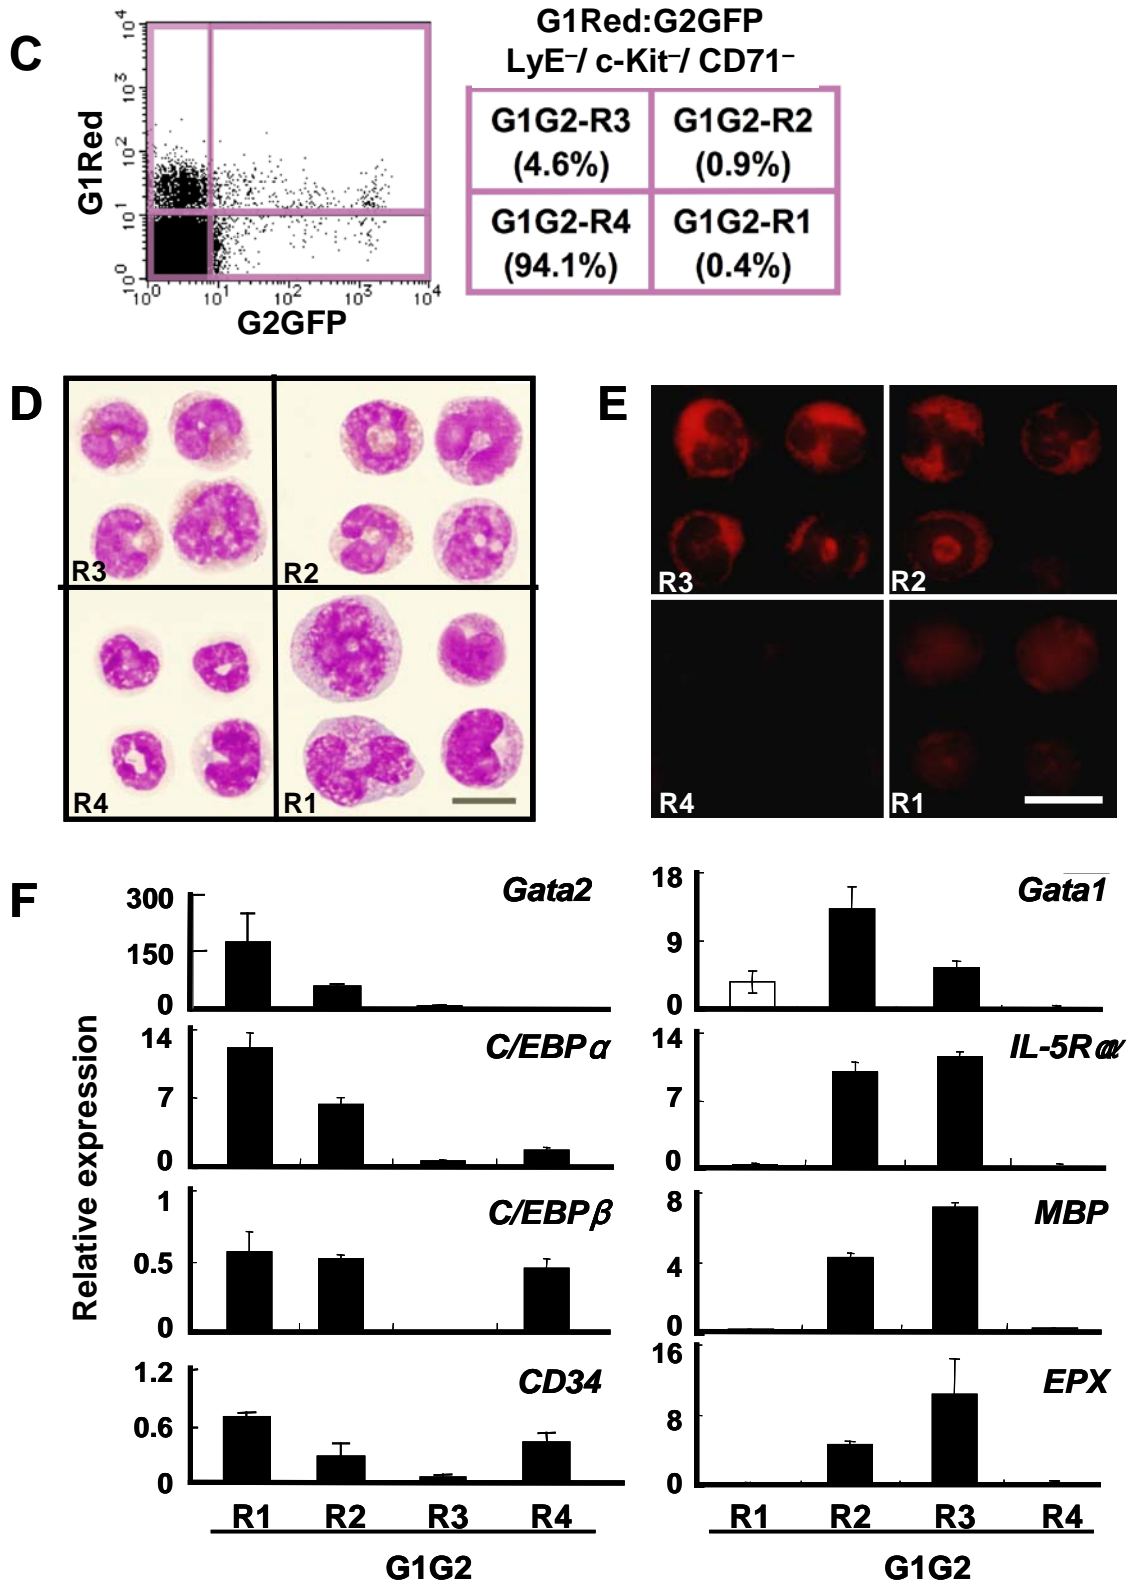 C
G1Red:G2GFP
LyE–/ c-Kit–/ CD71–
G1Red
10^4
10^3
10^2
10^1
10^0
10^0 10^1 10^2 10^3 10^4
G2GFP
G1G2-R3 G1G2-R2
(4.6%) (0.9%)
G1G2-R4 G1G2-R1
(94.1%) (0.4%)
D
R3 R2
R4 R1
E
R3 R2
R4 R1
F
Relative expression
Gata2
300
150
0
C/EBPα
14
7
0
C/EBPβ
1
0.5
0
CD34
1.2
0.6
0
R1 R2 R3 R4
G1G2
Gata1
18
9
0
IL-5Rα
14
7
0
MBP
8
4
0
EPX
16
8
0
R1 R2 R3 R4
G1G2